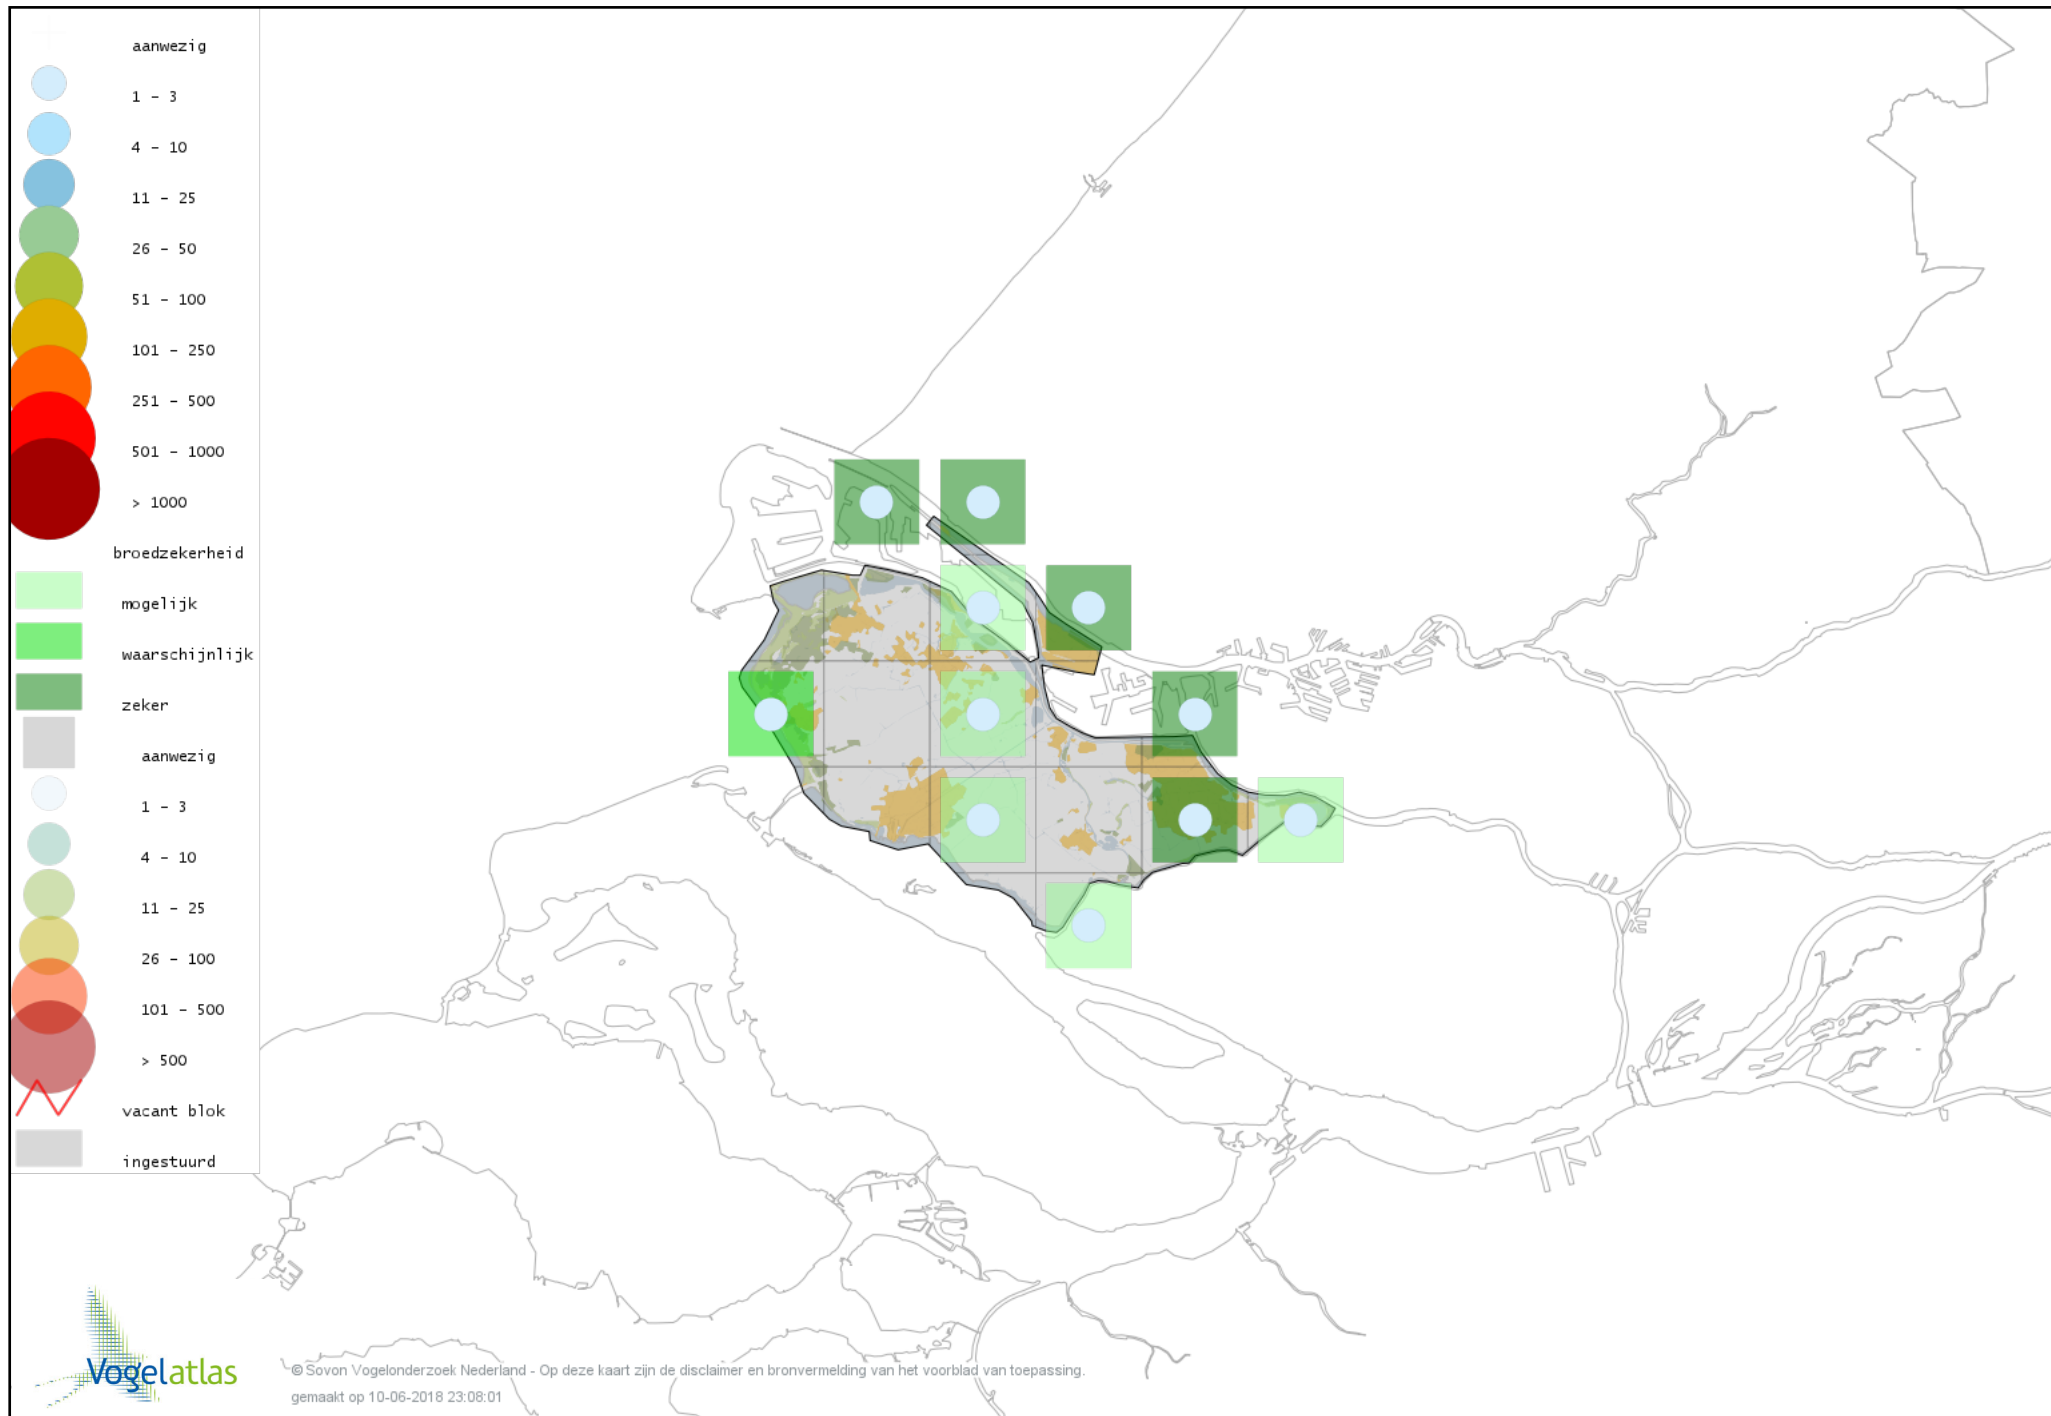 aanwezig
1 - 3
4 - 10
11 - 25
26 - 50
51 - 100
101 - 250
251 - 500
501 - 1000
> 1000
broedzekerheid
mogelijk
waarschijnlijk
zeker
aanwezig
1 - 3
4 - 10
11 - 25
26 - 100
101 - 500
> 500
vacant blok
ingestuurd
Vogelatlas
© Sovon Vogelonderzoek Nederland - Op deze kaart zijn de disclaimer en bronvermelding van het voorblad van toepassing.
gemaakt op 10-06-2018 23:08:01